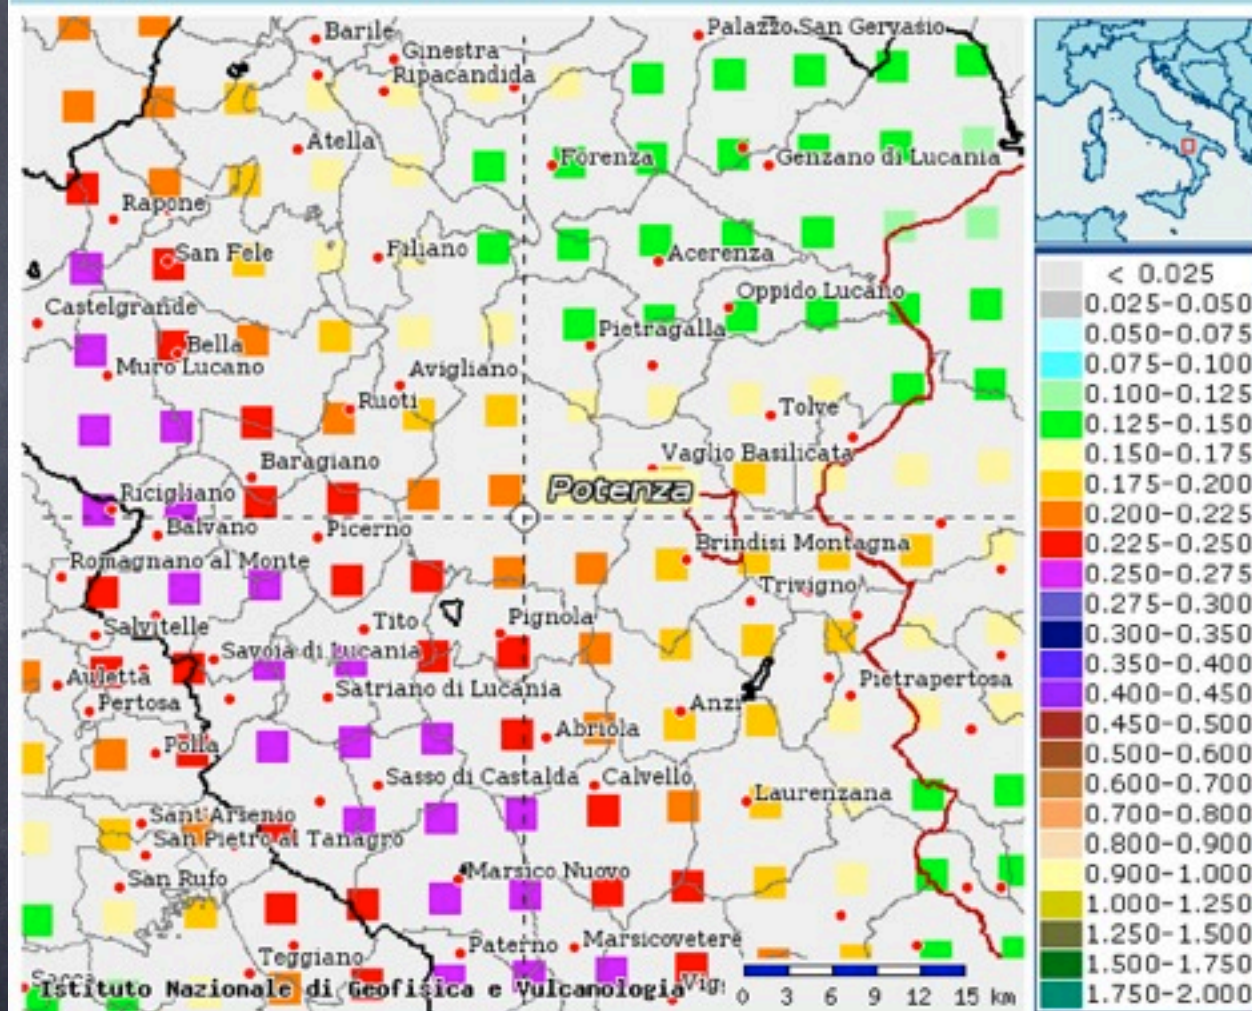 Barile
Palazzo San Gervasio
Ginestra
Ripacandida
Atella
Forenza
Genzano di Lucania
Rapone
San Fele
Filiano
Acerenza
Castelgrande
Oppido Lucano
Pietragalla
Bella
Muro Lucano
Avigliano
Ruoti
Tolve
Baragiano
Vaglio Basilicata
Potenza
Ricigliano
Balvano
Picerno
Brindisi Montagna
Romagnano al Monte
Trivigno
Salvitelle
Tito
Pignola
Savoia di Lucania
Auletta
Pietrapertosa
Satriano di Lucania
Pertosa
Anzi
Abriola
Polla
Sasso di Castalda
Calvello
Laurenzana
Sant'Arsenio
San Pietro al Tanagro
San Rufo
Marsico Nuovo
Paterno
Marsicovetere
Teggiano
Sacco
Istituto Nazionale di Geofisica e Vulcanologia
Vig
0 3 6 9 12 15 km
< 0.025
0.025-0.050
0.050-0.075
0.075-0.100
0.100-0.125
0.125-0.150
0.150-0.175
0.175-0.200
0.200-0.225
0.225-0.250
0.250-0.275
0.275-0.300
0.300-0.350
0.350-0.400
0.400-0.450
0.450-0.500
0.500-0.600
0.600-0.700
0.700-0.800
0.800-0.900
0.900-1.000
1.000-1.250
1.250-1.500
1.500-1.750
1.750-2.000